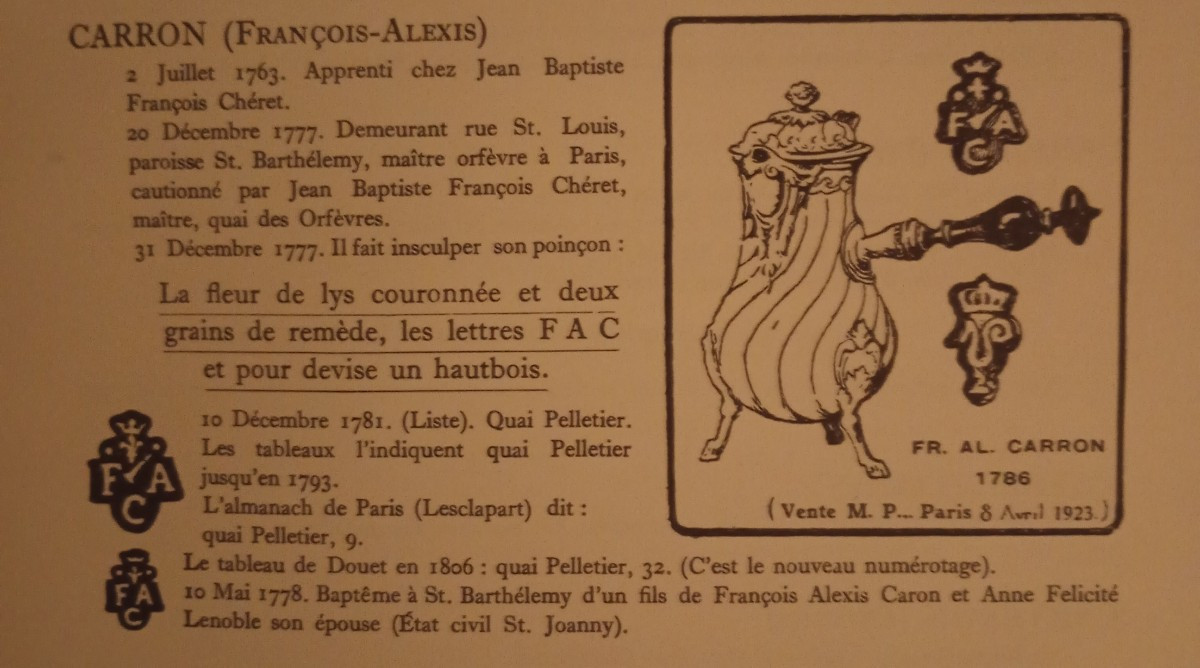 CARRON (FRANÇOIS-ALEXIS)
2 Juillet 1763. Apprenti chez Jean Baptiste
François Chéret.
20 Décembre 1777. Demeurant rue St. Louis,
paroisse St. Barthélemy, maître orfèvre à Paris,
cautionné par Jean Baptiste François Chéret,
maître, quai des Orfèvres.
31 Décembre 1777. Il fait insculper son poinçon :
La fleur de lys couronnée et deux
grains de remède, les lettres F A C
et pour devise un hautbois.
F A
C
10 Décembre 1781. (Liste). Quai Pelletier.
Les tableaux l'indiquent quai Pelletier
jusqu'en 1793.
L'almanach de Paris (Lesclapart) dit :
quai Pelletier, 9.
F A
C
Le tableau de Douet en 1806 : quai Pelletier, 32. (C'est le nouveau numérotage).
10 Mai 1778. Baptême à St. Barthélemy d'un fils de François Alexis Caron et Anne Felicité
Lenoble son épouse (État civil St. Joanny).
F A
C
FR. AL. CARRON
1786
(Vente M. P... Paris 8 Avril 1923.)